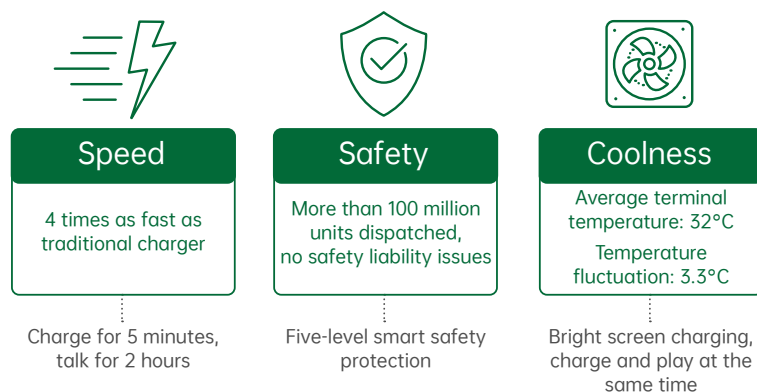 Speed
4 times as fast as
traditional charger
Charge for 5 minutes,
talk for 2 hours
Safety
More than 100 million
units dispatched,
no safety liability issues
Five-level smart safety
protection
Coolness
Average terminal
temperature: 32°C
Temperature
fluctuation: 3.3°C
Bright screen charging,
charge and play at the
same time